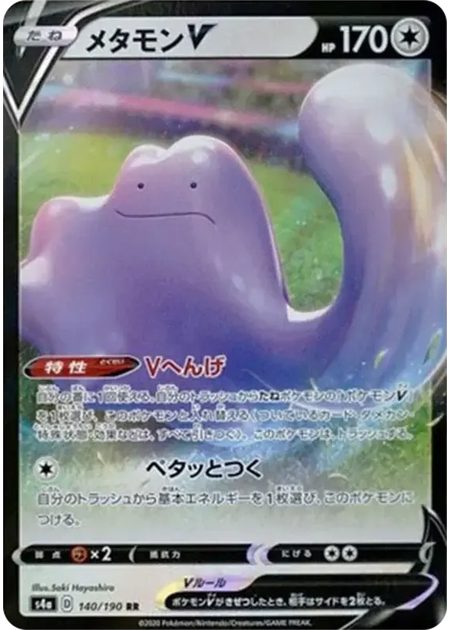 たね
メタモンV
HP 170
特性 とくせい Vへんげ
自分の番に1回使える。自分のトラッシュからたねポケモンの「ポケモンV」
を1枚選び、このポケモンと入れ替える(ついているカード・ダメカン・
特殊状態・効果などは、すべて引きつぐ)。このポケモンは、トラッシュする。
ペタッとつく
自分のトラッシュから基本エネルギーを1枚選び、このポケモンに
つける。
弱点 ×2 抵抗力 にげる
Illus.Saki Hayashiro
Vルール
s4a D 140/190 RR
ポケモンVがきぜつしたとき、相手はサイドを2枚とる。
©2020 Pokémon/Nintendo/Creatures/GAME FREAK.